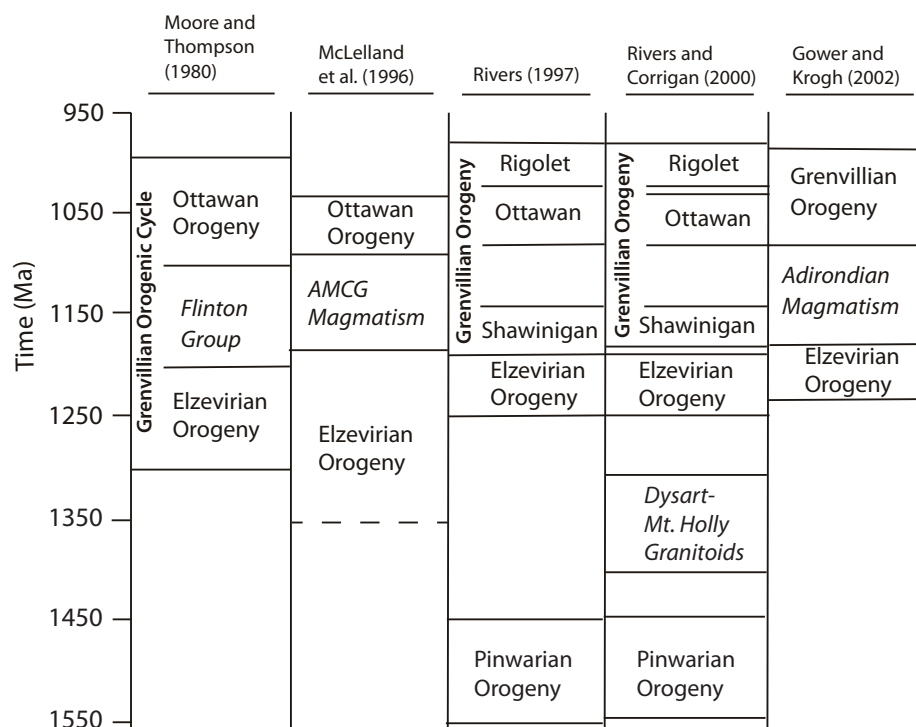 Moore and
Thompson
(1980)
McLelland
et al. (1996)
Rivers (1997)
Rivers and
Corrigan (2000)
Gower and
Krogh (2002)
Time (Ma)
950
1050
1150
1250
1350
1450
1550
Grenvillian Orogenic Cycle
Ottawan
Orogeny
Flinton
Group
Elzevirian
Orogeny
Ottawan
Orogeny
AMCG
Magmatism
Elzevirian
Orogeny
Grenvillian Orogeny
Rigolet
Ottawan
Shawinigan
Elzevirian
Orogeny
Pinwarian
Orogeny
Grenvillian Orogeny
Rigolet
Ottawan
Shawinigan
Elzevirian
Orogeny
Dysart-
Mt. Holly
Granitoids
Pinwarian
Orogeny
Grenvillian
Orogeny
Adirondian
Magmatism
Elzevirian
Orogeny